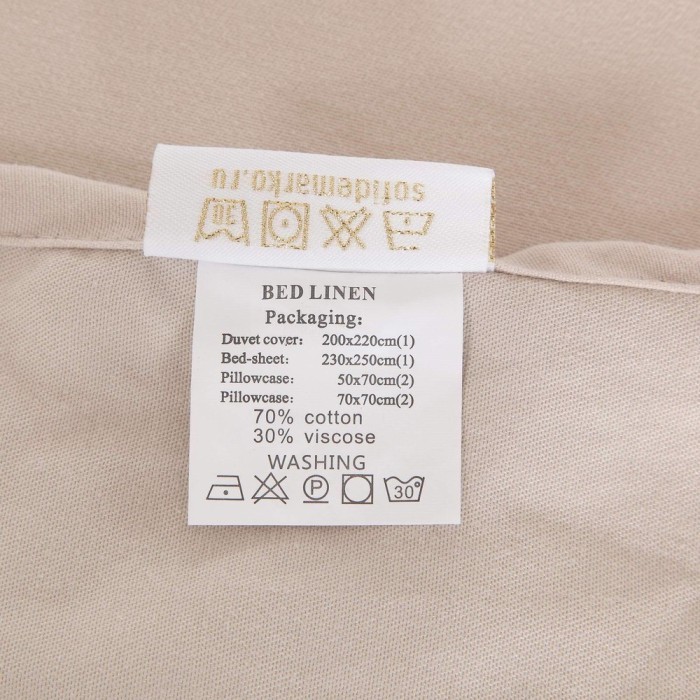 sofidemarko.ru
30
BED LINEN
Packaging:
Duvet cover: 200x220cm(1)
Bed-sheet: 230x250cm(1)
Pillowcase: 50x70cm(2)
Pillowcase: 70x70cm(2)
70% cotton
30% viscose
WASHING
P 30°